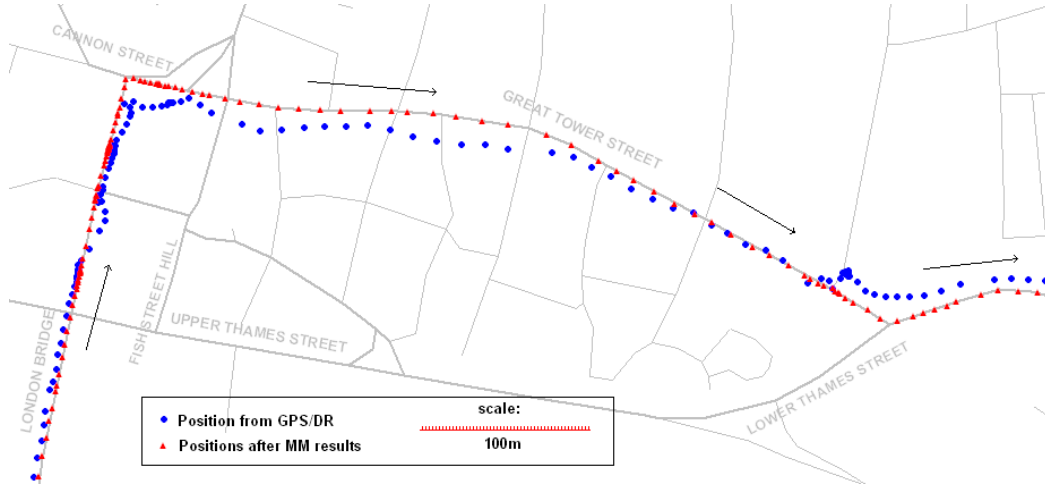 CANNON STREET
GREAT TOWER STREET
FISH STREET HILL
UPPER THAMES STREET
LONDON BRIDGE
LOWER THAMES STREET
Position from GPS/DR
Positions after MM results
scale:
100m